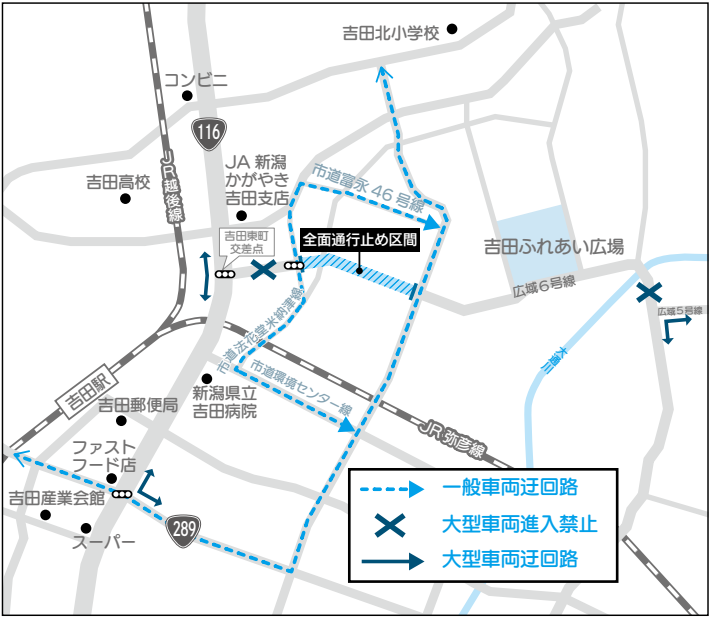 吉田北小学校
コンビニ
116
JR越後線
JA 新潟
かがやき
吉田支店
吉田高校
市道富永 46 号線
吉田東町
交差点
全面通行止め区間
吉田ふれあい広場
広域６号線
広域５号線
市道法花堂米納津線
大通川
市道環境センター線
吉田駅
新潟県立
吉田病院
吉田郵便局
JR弥彦線
ファスト
フード店
吉田産業会館
スーパー
289
一般車両迂回路
大型車両進入禁止
大型車両迂回路